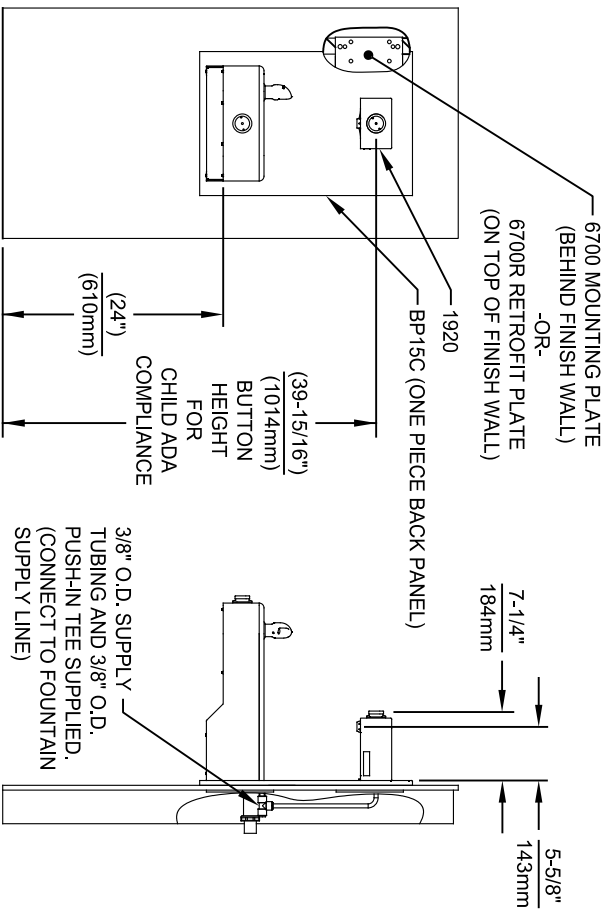 6700 MOUNTING PLATE
(BEHIND FINISH WALL)
-OR-
6700R RETROFIT PLATE
(ON TOP OF FINISH WALL)
1920
BP15C (ONE PIECE BACK PANEL)
(24")
(610mm)
(39-15/16")
(1014mm)
BUTTON
HEIGHT
FOR
CHILD ADA
COMPLIANCE
7-1/4"
184mm
5-5/8"
143mm
3/8" O.D. SUPPLY
TUBING AND 3/8" O.D.
PUSH-IN TEE SUPPLIED.
(CONNECT TO FOUNTAIN
SUPPLY LINE)